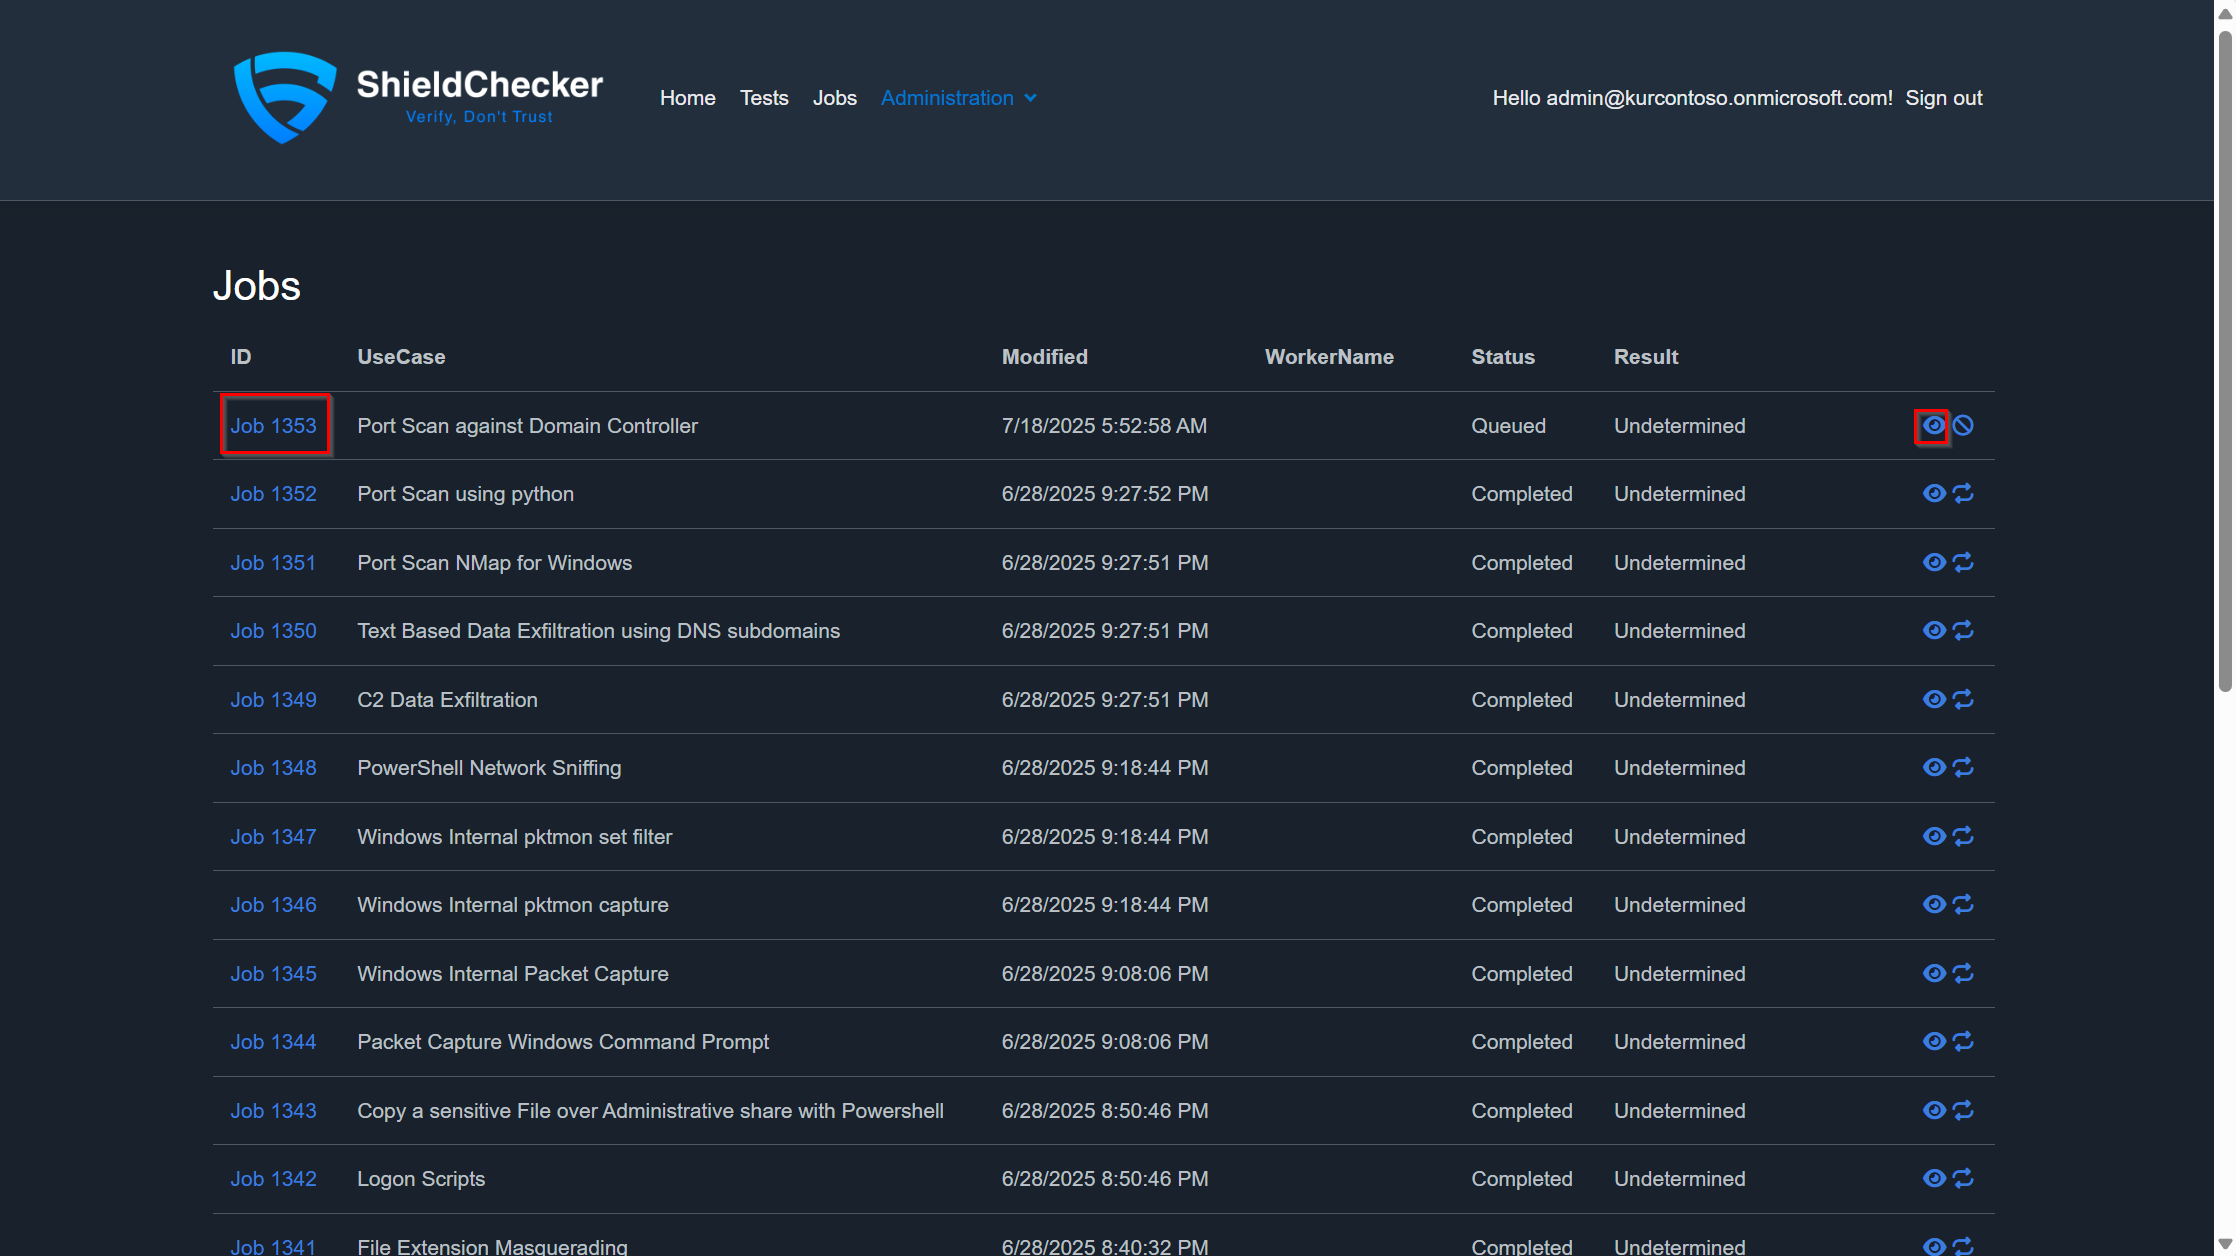 ShieldChecker
Verify, Don't Trust
Home Tests Jobs Administration
Hello admin@kurcontoso.onmicrosoft.com! Sign out
Jobs
ID UseCase Modified WorkerName Status Result
Job 1353 Port Scan against Domain Controller 7/18/2025 5:52:58 AM Queued Undetermined
Job 1352 Port Scan using python 6/28/2025 9:27:52 PM Completed Undetermined
Job 1351 Port Scan NMap for Windows 6/28/2025 9:27:51 PM Completed Undetermined
Job 1350 Text Based Data Exfiltration using DNS subdomains 6/28/2025 9:27:51 PM Completed Undetermined
Job 1349 C2 Data Exfiltration 6/28/2025 9:27:51 PM Completed Undetermined
Job 1348 PowerShell Network Sniffing 6/28/2025 9:18:44 PM Completed Undetermined
Job 1347 Windows Internal pktmon set filter 6/28/2025 9:18:44 PM Completed Undetermined
Job 1346 Windows Internal pktmon capture 6/28/2025 9:18:44 PM Completed Undetermined
Job 1345 Windows Internal Packet Capture 6/28/2025 9:08:06 PM Completed Undetermined
Job 1344 Packet Capture Windows Command Prompt 6/28/2025 9:08:06 PM Completed Undetermined
Job 1343 Copy a sensitive File over Administrative share with Powershell 6/28/2025 8:50:46 PM Completed Undetermined
Job 1342 Logon Scripts 6/28/2025 8:50:46 PM Completed Undetermined
Job 1341 File Extension Masquerading 6/28/2025 8:40:32 PM Completed Undetermined